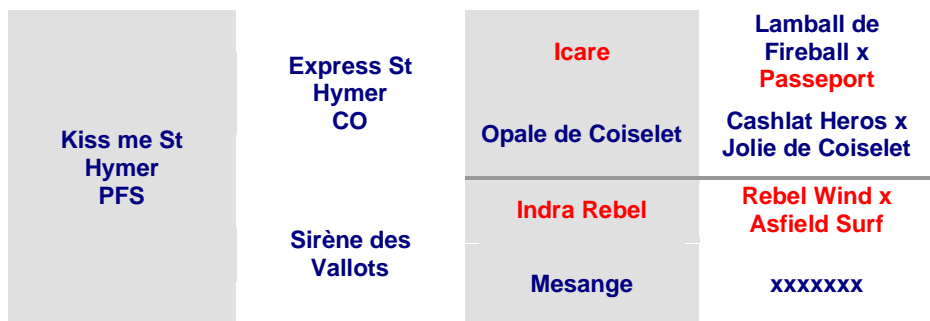 Kiss me St
Hymer
PFS
Express St
Hymer
CO
Sirène des
Vallots
Icare
Opale de Coiselet
Indra Rebel
Mesange
Lamball de
Fireball x
Passeport
Cashlat Heros x
Jolie de Coiselet
Rebel Wind x
Asfield Surf
xxxxxxx